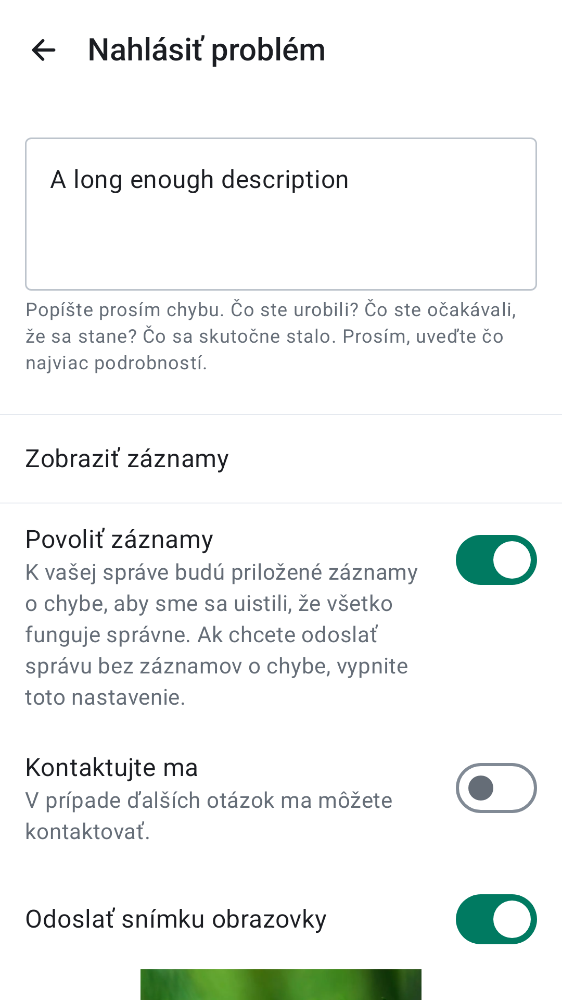 Nahlásiť problém
A long enough description
Popíšte prosím chybu. Čo ste urobili? Čo ste očakávali,
že sa stane? Čo sa skutočne stalo. Prosím, uveďte čo
najviac podrobností.
Zobraziť záznamy
Povoliť záznamy
K vašej správe budú priložené záznamy
o chybe, aby sme sa uistili, že všetko
funguje správne. Ak chcete odoslať
správu bez záznamov o chybe, vypnite
toto nastavenie.
Kontaktujte ma
V prípade ďalších otázok ma môžete
kontaktovať.
Odoslať snímku obrazovky